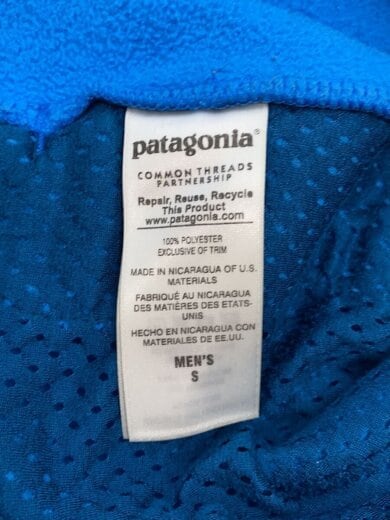 patagonia®
COMMON THREADS
PARTNERSHIP
Repair, Reuse, Recycle
This Product
www.patagonia.com
100% POLYESTER
EXCLUSIVE OF TRIM
MADE IN NICARAGUA OF U.S.
MATERIALS
FABRIQUÉ AU NICARAGUA
DES MATIÈRES DES ETATS-
UNIS
HECHO EN NICARAGUA CON
MATERIALES DE EE.UU.
MEN'S
S